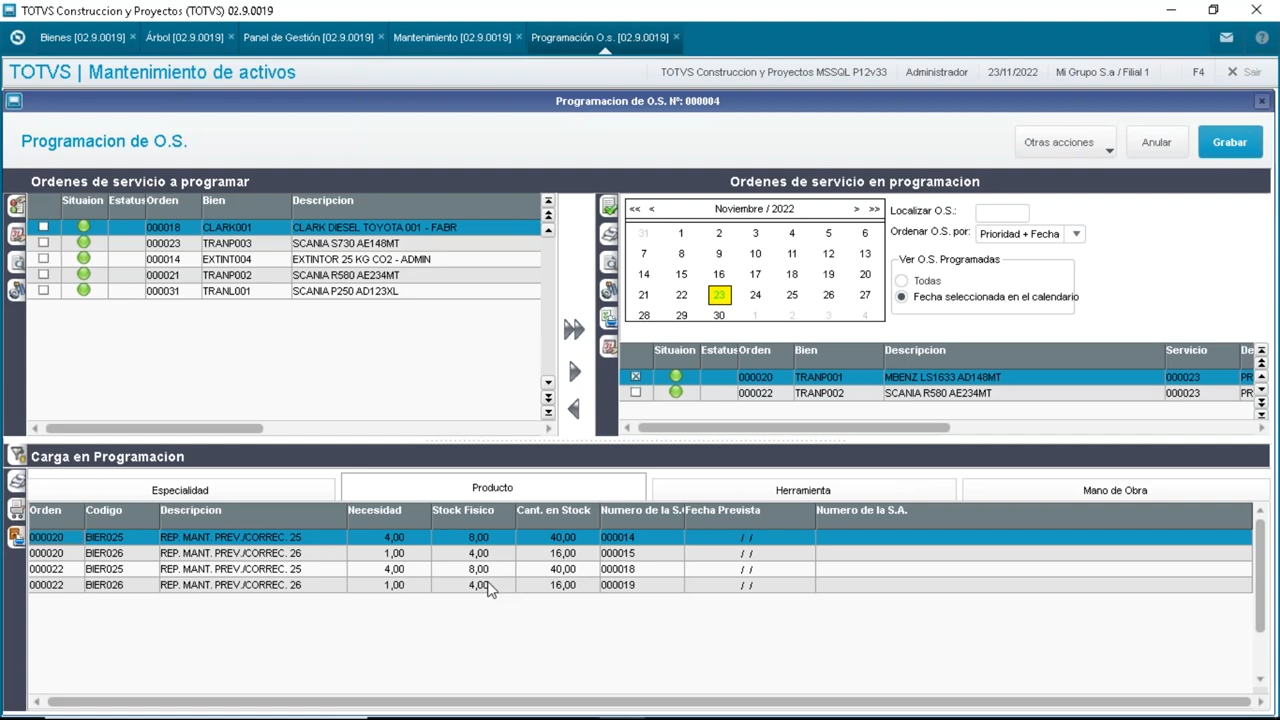 TOTVS Construccion y Proyectos (TOTVS) 02.9.0019
Bienes [02.9.0019] Árbol [02.9.0019] Panel de Gestión [02.9.0019] Mantenimiento [02.9.0019] Programación O.s. [02.9.0019]
TOTVS | Mantenimiento de activos
TOTVS Construccion y Proyectos MSSQL P12v33 Administrador 23/11/2022 Mi Grupo S.a / Filial 1 F4 Sair
Programacion de O.S. Nº: 000004
Programacion de O.S.
Otras acciones Anular Grabar
Ordenes de servicio a programar
Situaion Estatus Orden Bien Descripcion
000018 CLARK001 CLARK DIESEL TOYOTA 001 - FABR
000023 TRANP003 SCANIA S730 AE148MT
000014 EXTINT004 EXTINTOR 25 KG CO2 - ADMIN
000021 TRANP002 SCANIA R580 AE234MT
000031 TRANL001 SCANIA P250 AD123XL
Ordenes de servicio en programacion
<< < Noviembre / 2022 > >>
31 1 2 3 4 5 6
7 8 9 10 11 12 13
14 15 16 17 18 19 20
21 22 23 24 25 26 27
28 29 30 1 2 3 4
Localizar O.S.:
Ordenar O.S. por: Prioridad + Fecha
Ver O.S. Programadas
Todas
Fecha seleccionada en el calendario
Situaion Estatus Orden Bien Descripcion Servicio De
000020 TRANP001 MBENZ LS1633 AD148MT 000023 PR
000022 TRANP002 SCANIA R580 AE234MT 000023 PR
Carga en Programacion
Especialidad Producto Herramienta Mano de Obra
Orden Codigo Descripcion Necesidad Stock Fisico Cant. en Stock Numero de la S.( Fecha Prevista Numero de la S.A.
000020 BIER025 REP. MANT. PREV./CORREC. 25 4,00 8,00 40,00 000014 / /
000020 BIER026 REP. MANT. PREV./CORREC. 26 1,00 4,00 16,00 000015 / /
000022 BIER025 REP. MANT. PREV./CORREC. 25 4,00 8,00 40,00 000018 / /
000022 BIER026 REP. MANT. PREV./CORREC. 26 1,00 4,00 16,00 000019 / /